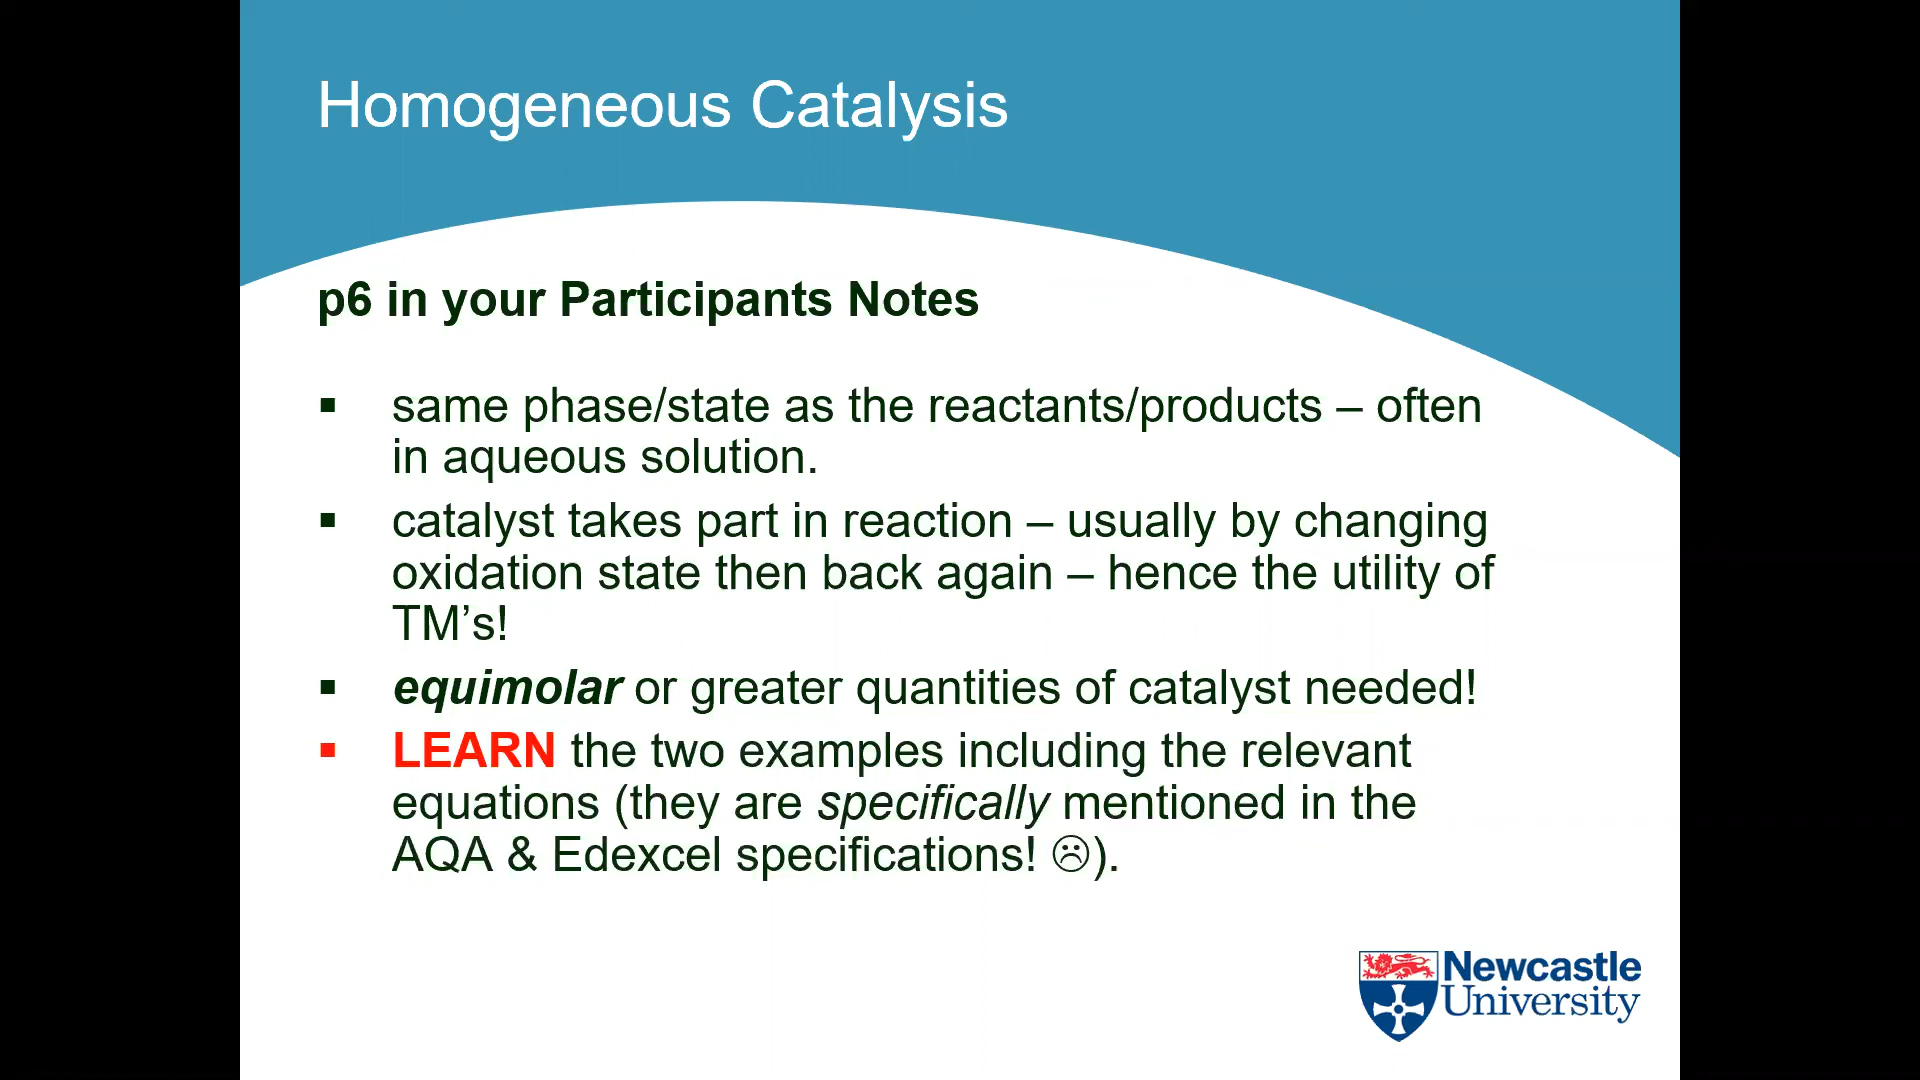 Homogeneous Catalysis
p6 in your Participants Notes
▪ same phase/state as the reactants/products – often
in aqueous solution.
▪ catalyst takes part in reaction – usually by changing
oxidation state then back again – hence the utility of
TM’s!
▪ equimolar or greater quantities of catalyst needed!
▪ LEARN the two examples including the relevant
equations (they are specifically mentioned in the
AQA & Edexcel specifications! ☹).
Newcastle
University